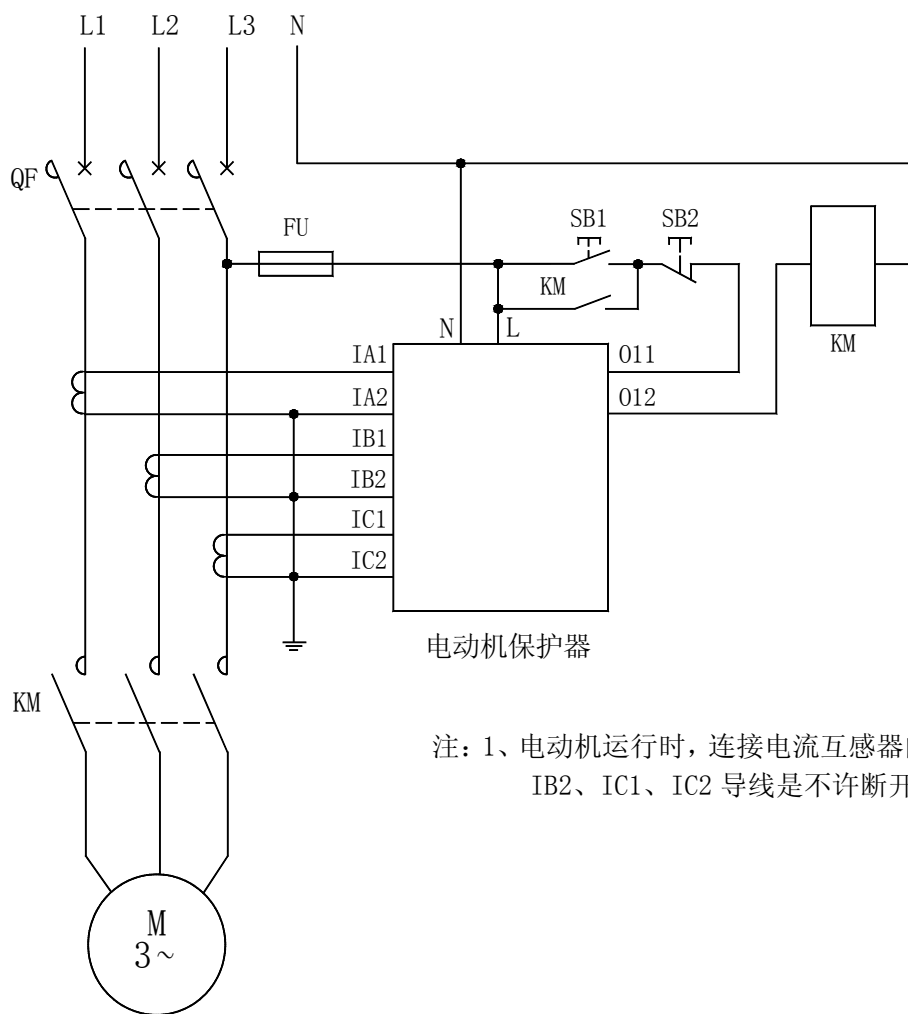 L1 L2 L3 N
QF
FU
SB1 SB2
KM
KM
N L
IA1
IA2
IB1
IB2
IC1
IC2
O11
O12
电动机保护器
KM
注：1、电动机运行时，连接电流互感器
IB2、IC1、IC2 导线是不许断开
M
3～